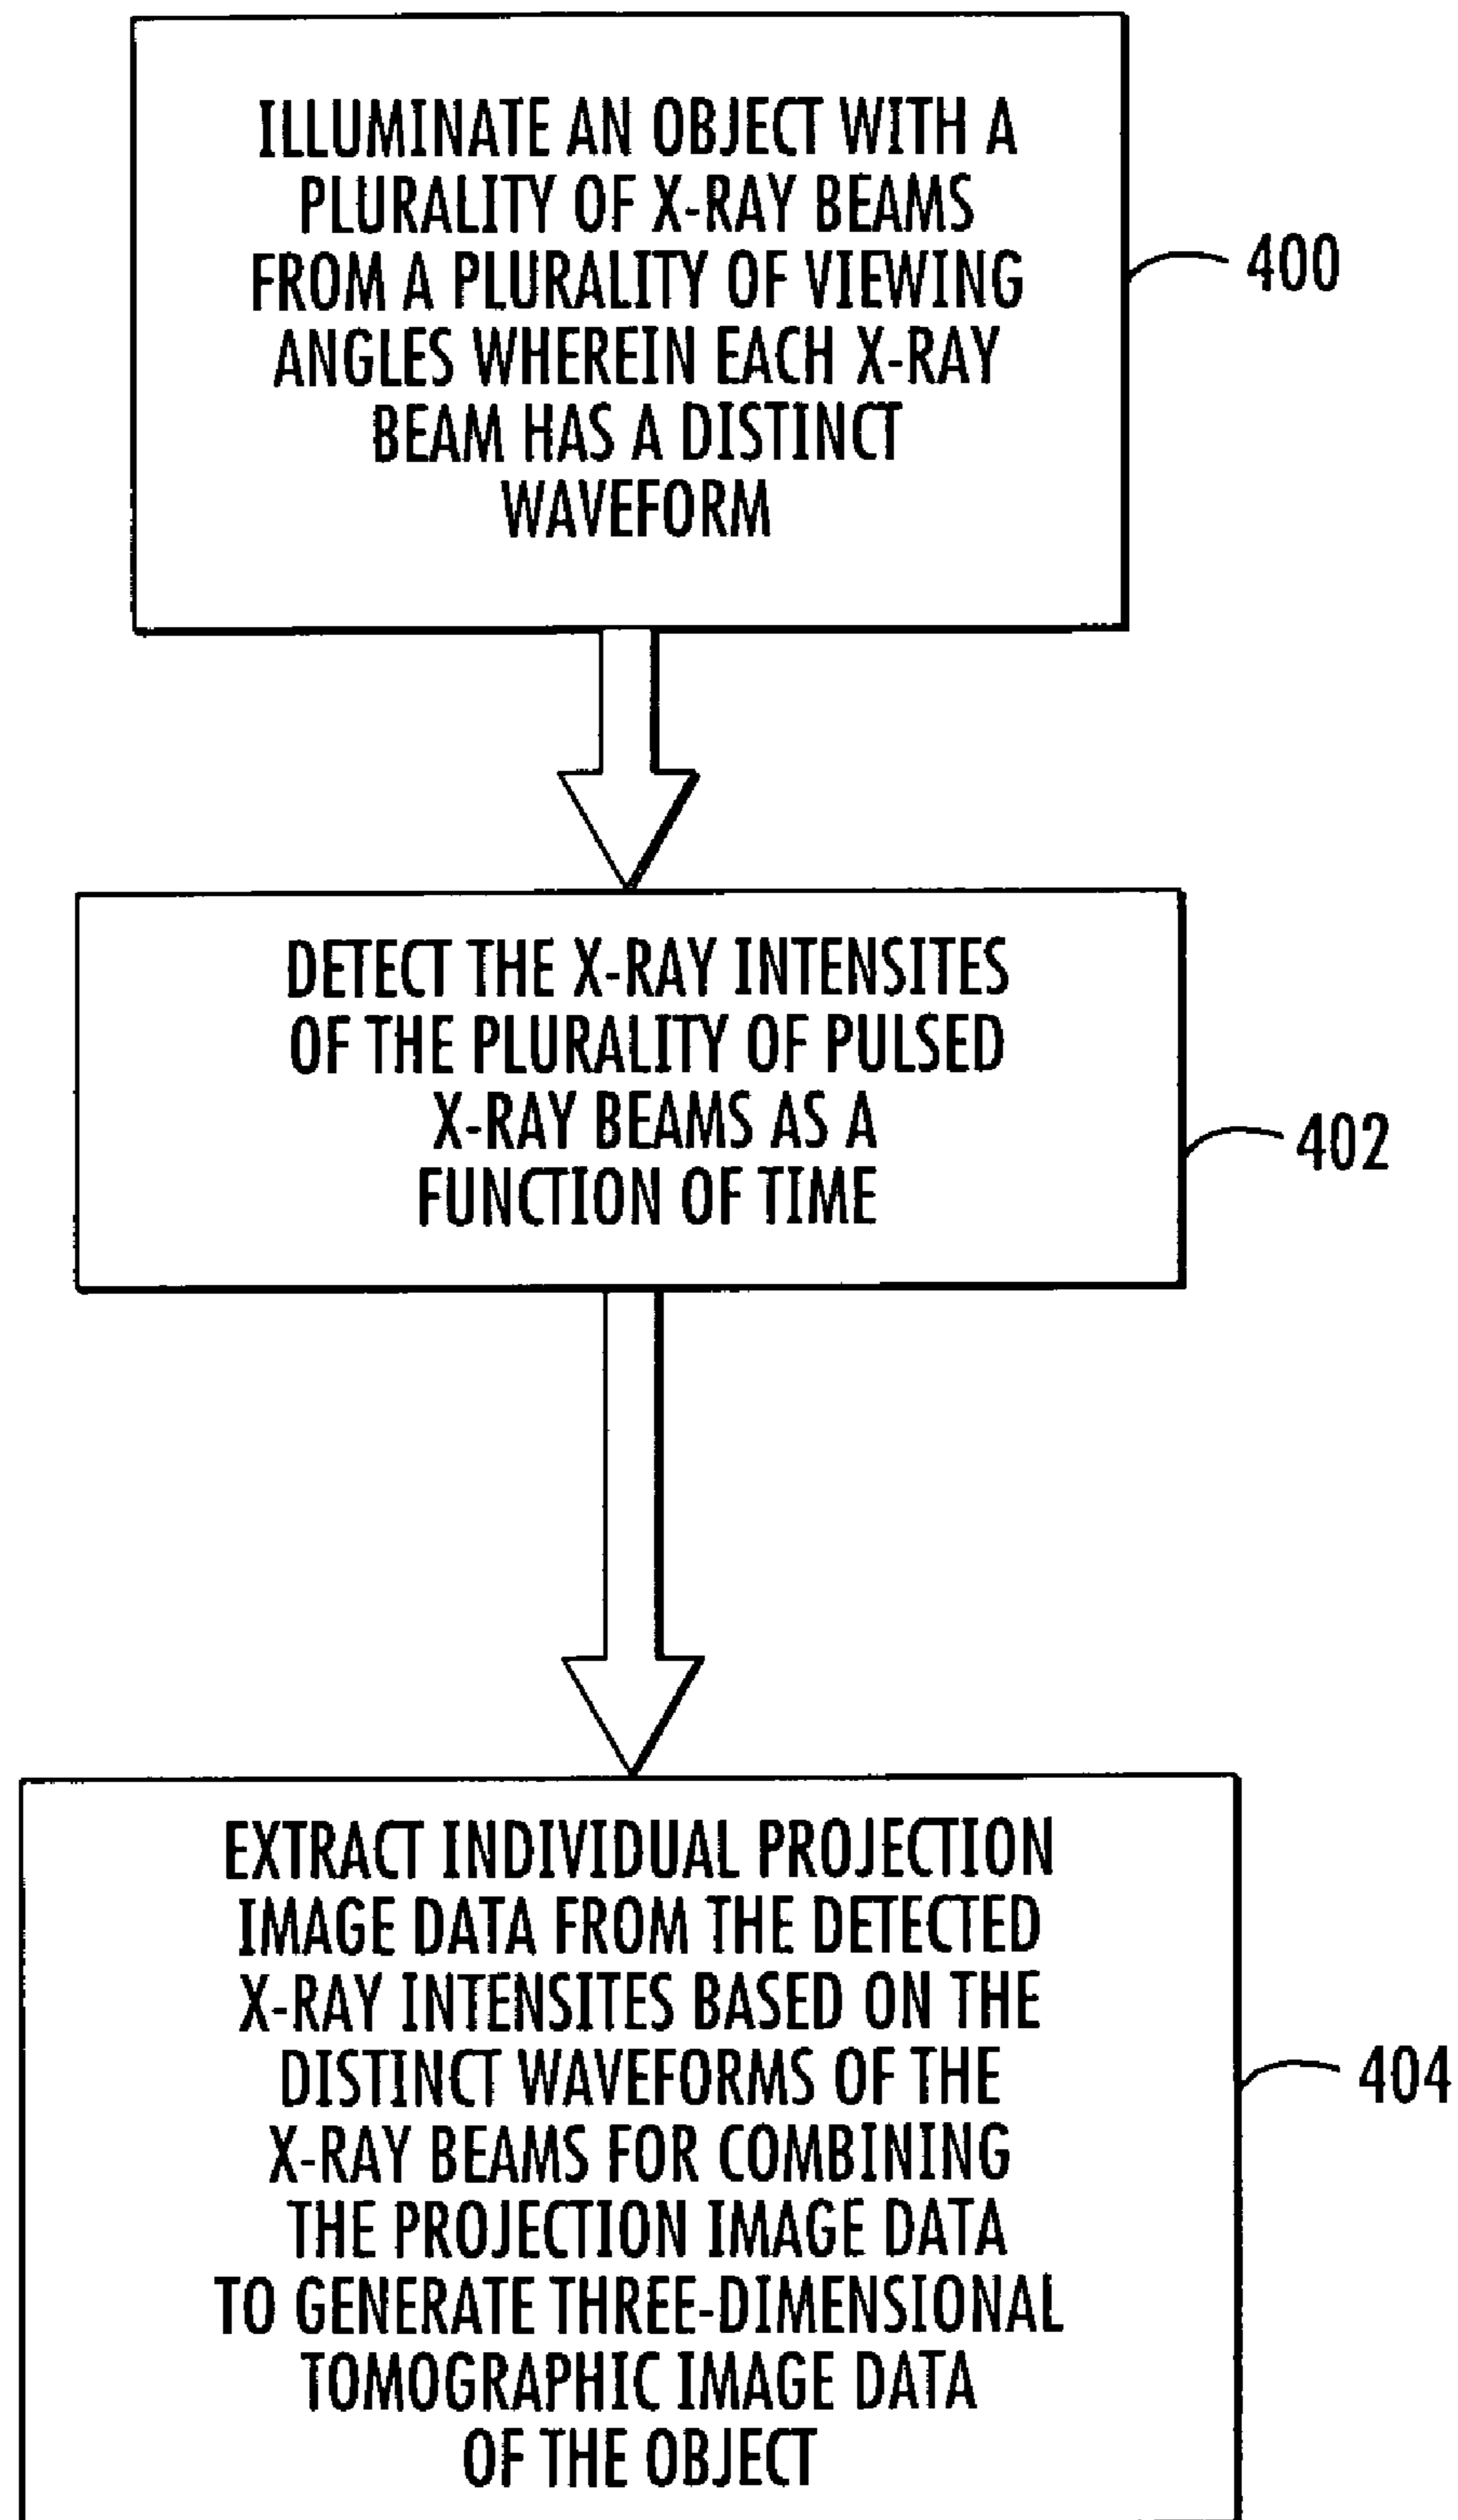 ILLUMINATE AN OBJECT WITH A
PLURALITY OF X-RAY BEAMS
FROM A PLURALITY OF VIEWING
ANGLES WHEREIN EACH X-RAY
BEAM HAS A DISTINCT
WAVEFORM
400
DETECT THE X-RAY INTENSITES
OF THE PLURALITY OF PULSED
X-RAY BEAMS AS A
FUNCTION OF TIME
402
EXTRACT INDIVIDUAL PROJECTION
IMAGE DATA FROM THE DETECTED
X-RAY INTENSITES BASED ON THE
DISTINCT WAVEFORMS OF THE
X-RAY BEAMS FOR COMBINING
THE PROJECTION IMAGE DATA
TO GENERATE THREE-DIMENSIONAL
TOMOGRAPHIC IMAGE DATA
OF THE OBJECT
404